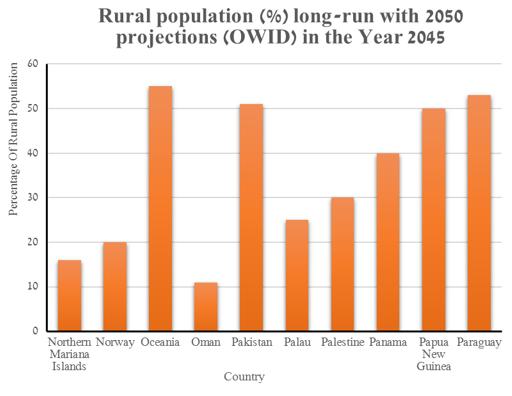 Rural population (%) long-run with 2050
projections (OWID) in the Year 2045
Percentage Of Rural Population
60
50
40
30
20
10
0
Northern Mariana Islands
Norway
Oceania
Oman
Pakistan
Palau
Palestine
Panama
Papua New Guinea
Paraguay
Country